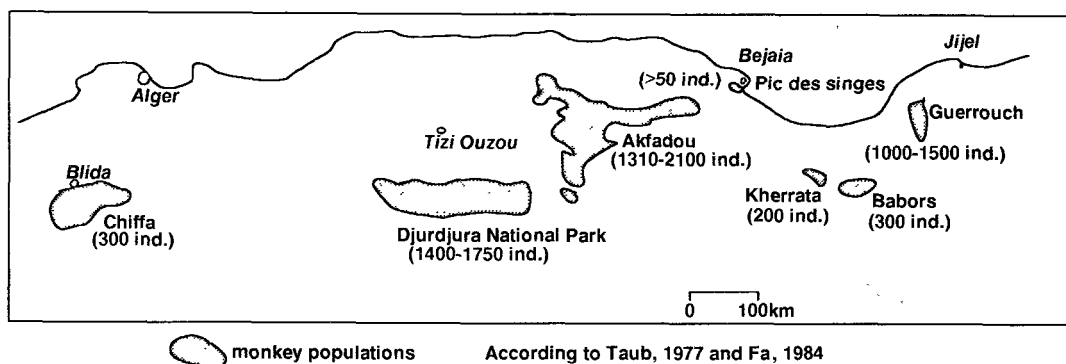 Alger
Bejaia
(>50 ind.)
Pic des singes
Jijel
Guerrouch
(1000-1500 ind.)
Tizi Ouzou
Akfadou
(1310-2100 ind.)
Blida
Chiffa
(300 ind.)
Djurdjura National Park
(1400-1750 ind.)
Kherrata
(200 ind.)
Babors
(300 ind.)
0 100km
monkey populations According to Taub, 1977 and Fa, 1984